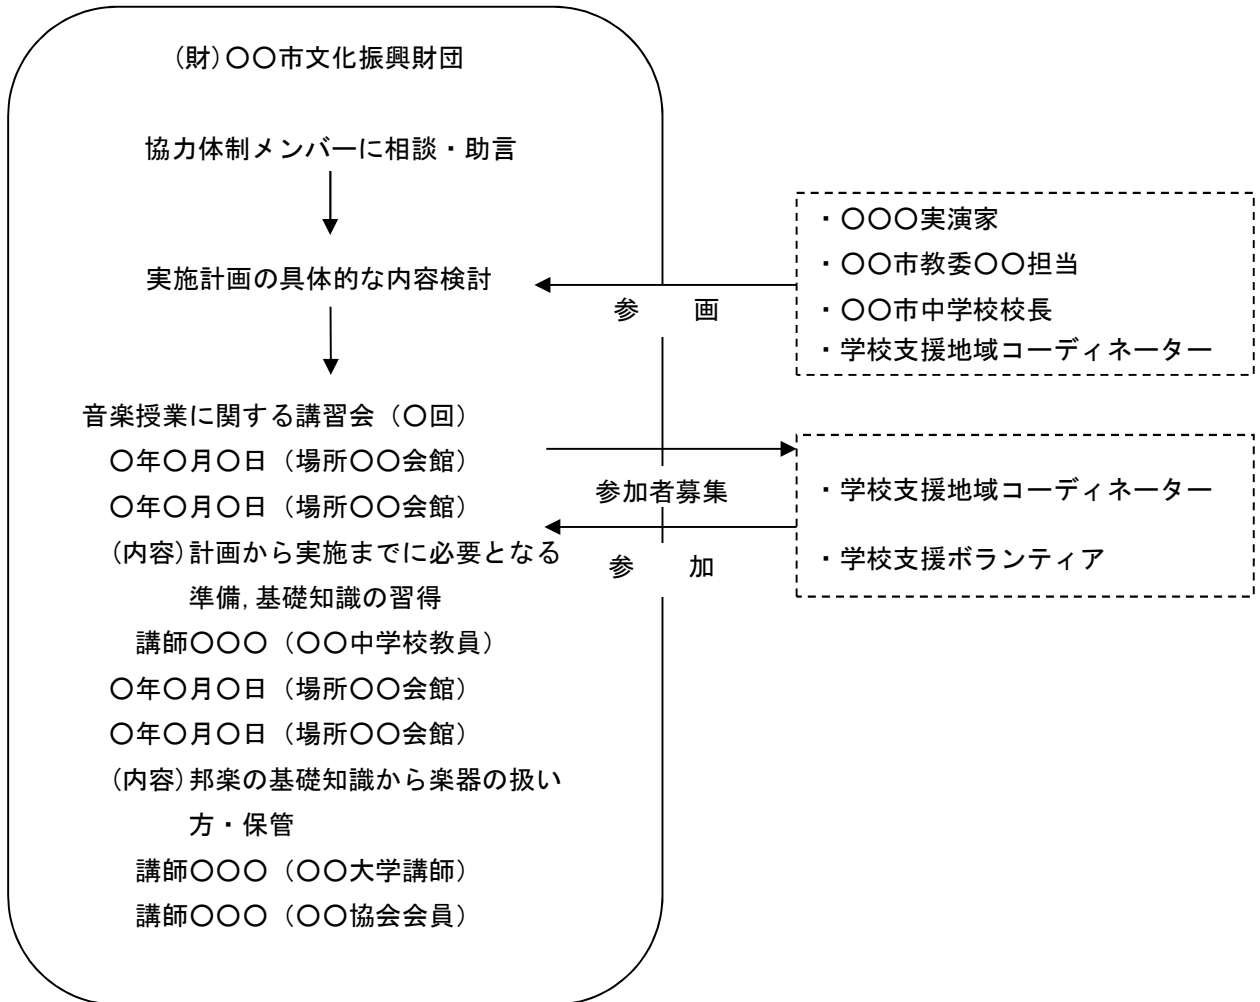 (財)〇〇市文化振興財団
協力体制メンバーに相談・助言
実施計画の具体的な内容検討
音楽授業に関する講習会（〇回）
〇年〇月〇日（場所〇〇会館）
〇年〇月〇日（場所〇〇会館）
(内容)計画から実施までに必要となる
準備,基礎知識の習得
講師〇〇〇（〇〇中学校教員）
〇年〇月〇日（場所〇〇会館）
〇年〇月〇日（場所〇〇会館）
(内容)邦楽の基礎知識から楽器の扱い
方・保管
講師〇〇〇（〇〇大学講師）
講師〇〇〇（〇〇協会会員）
参　画
参加者募集
参　加
・〇〇〇実演家
・〇〇市教委〇〇担当
・〇〇市中学校校長
・学校支援地域コーディネーター
・学校支援地域コーディネーター
・学校支援ボランティア